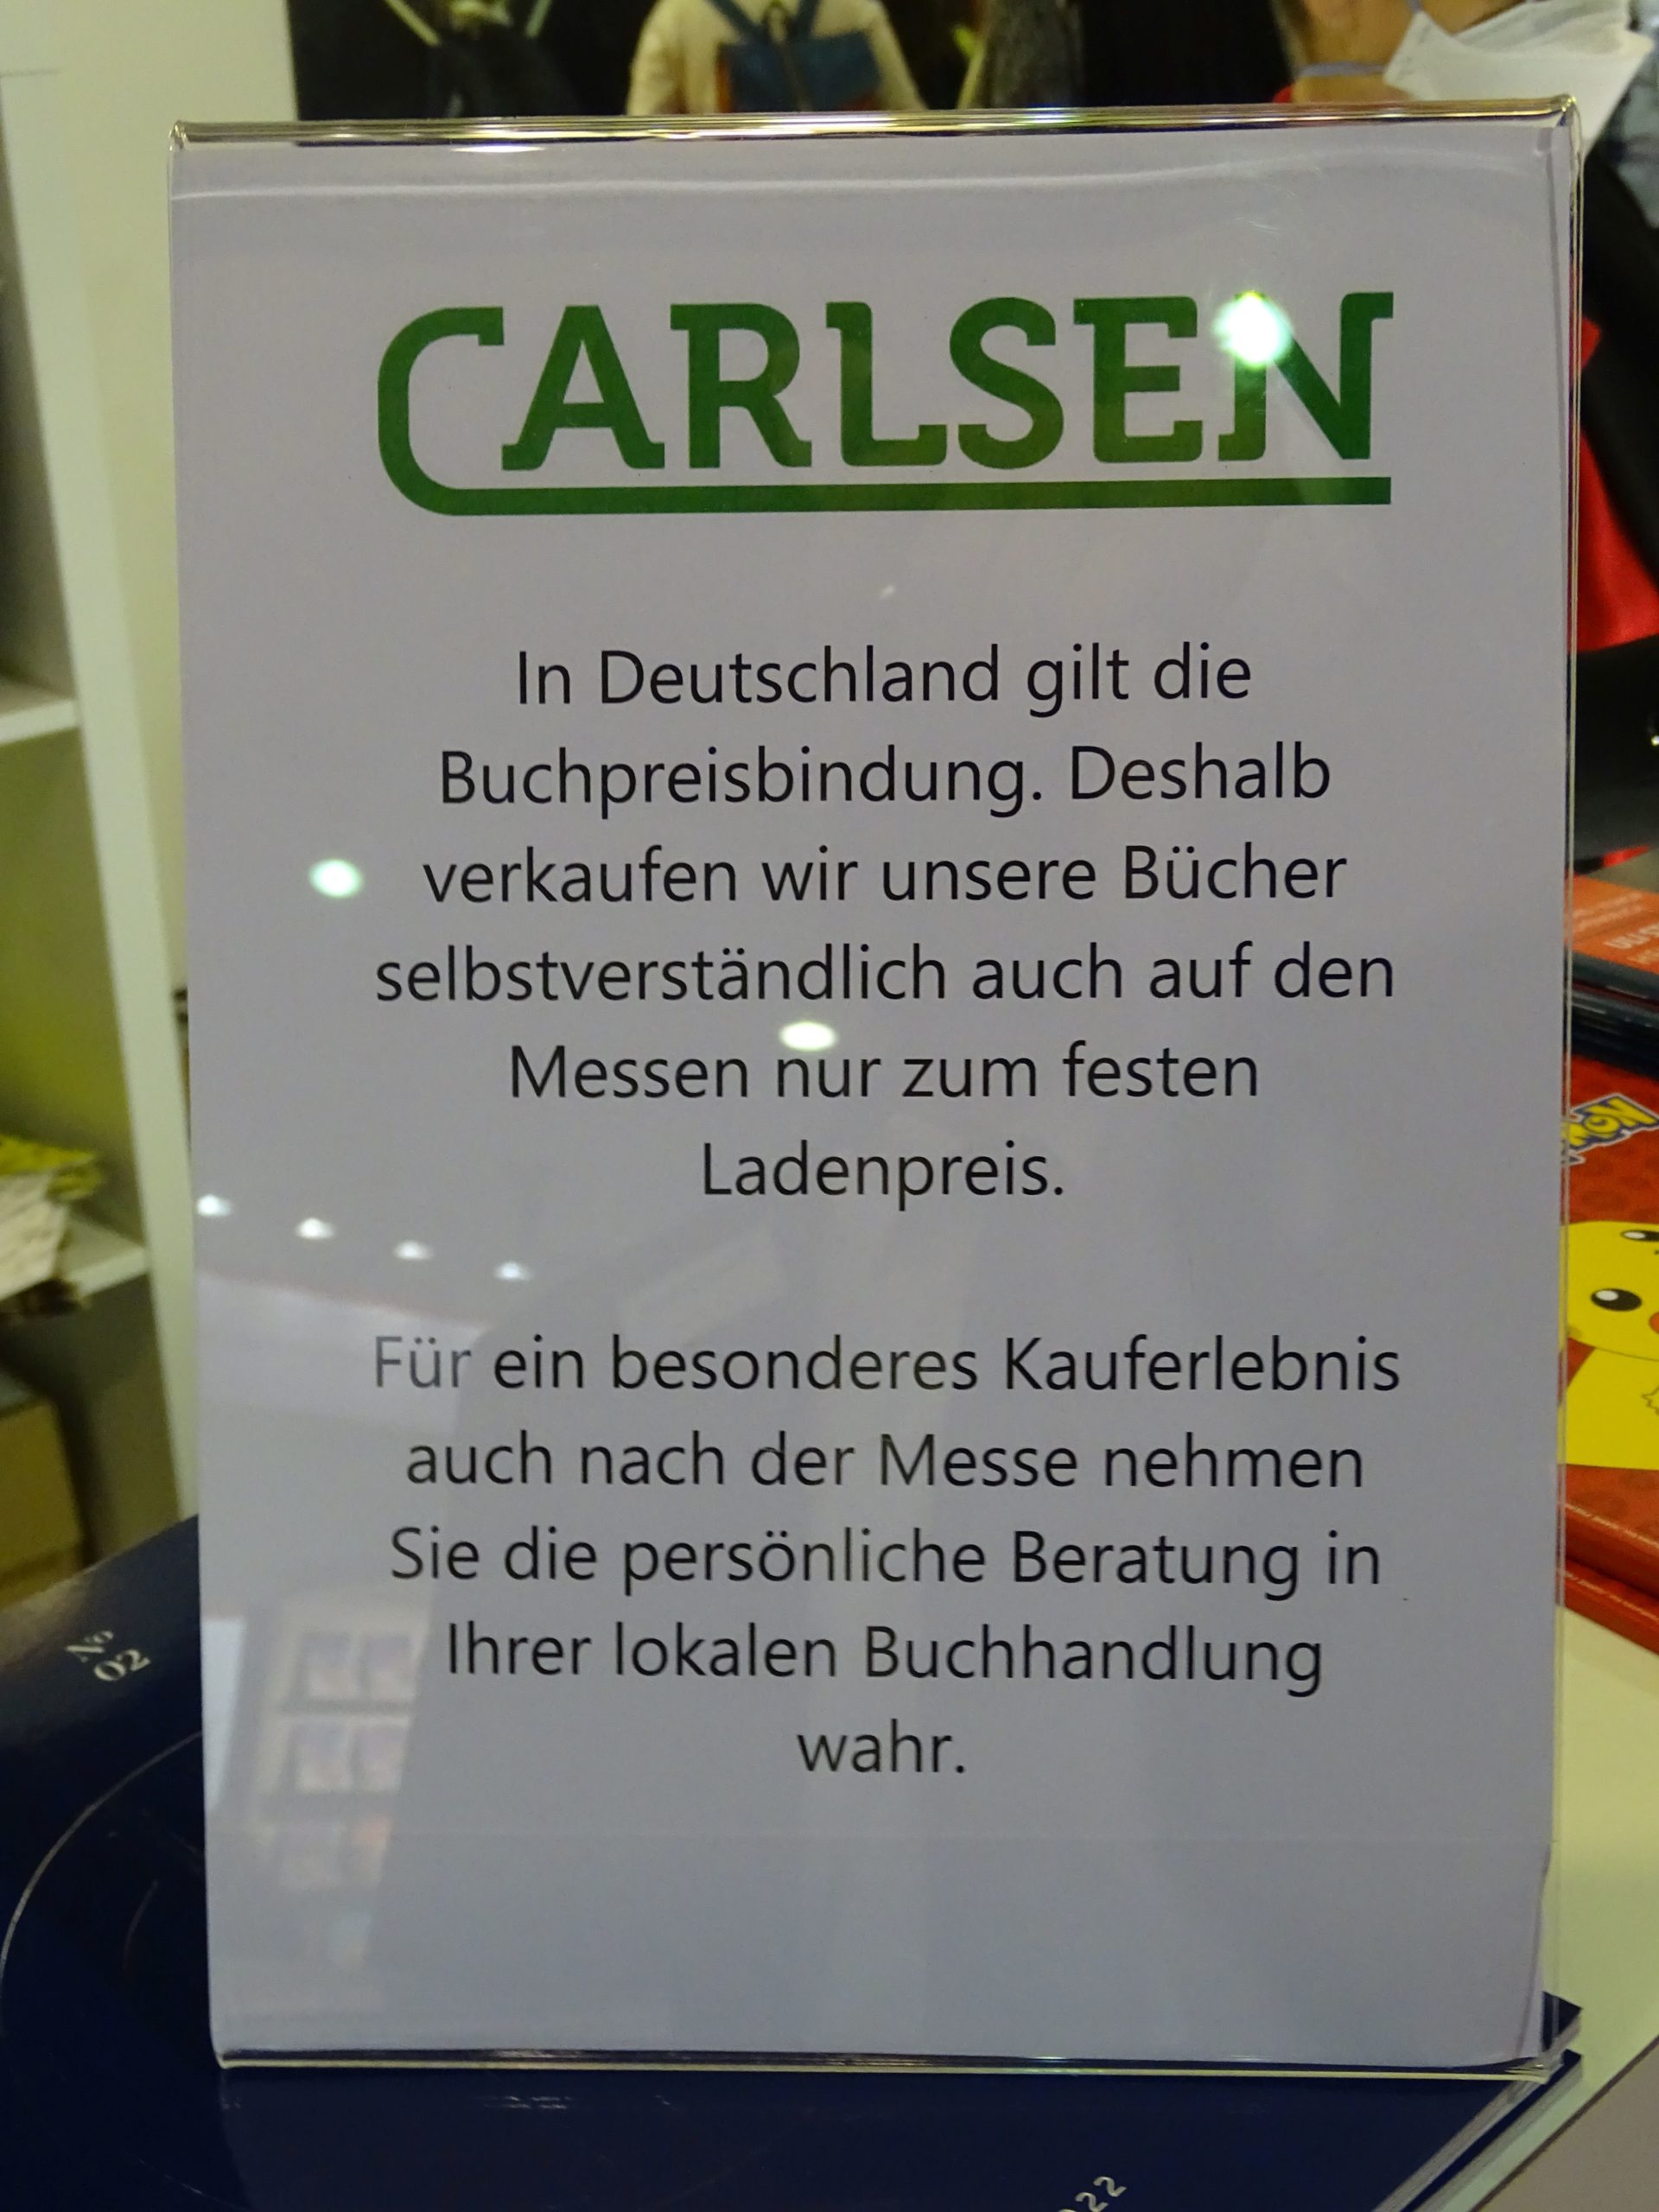 CARLSEN
In Deutschland gilt die
Buchpreisbindung. Deshalb
verkaufen wir unsere Bücher
selbstverständlich auch auf den
Messen nur zum festen
Ladenpreis.
Für ein besonderes Kauferlebnis
auch nach der Messe nehmen
Sie die persönliche Beratung in
Ihrer lokalen Buchhandlung
wahr.
Nº
02